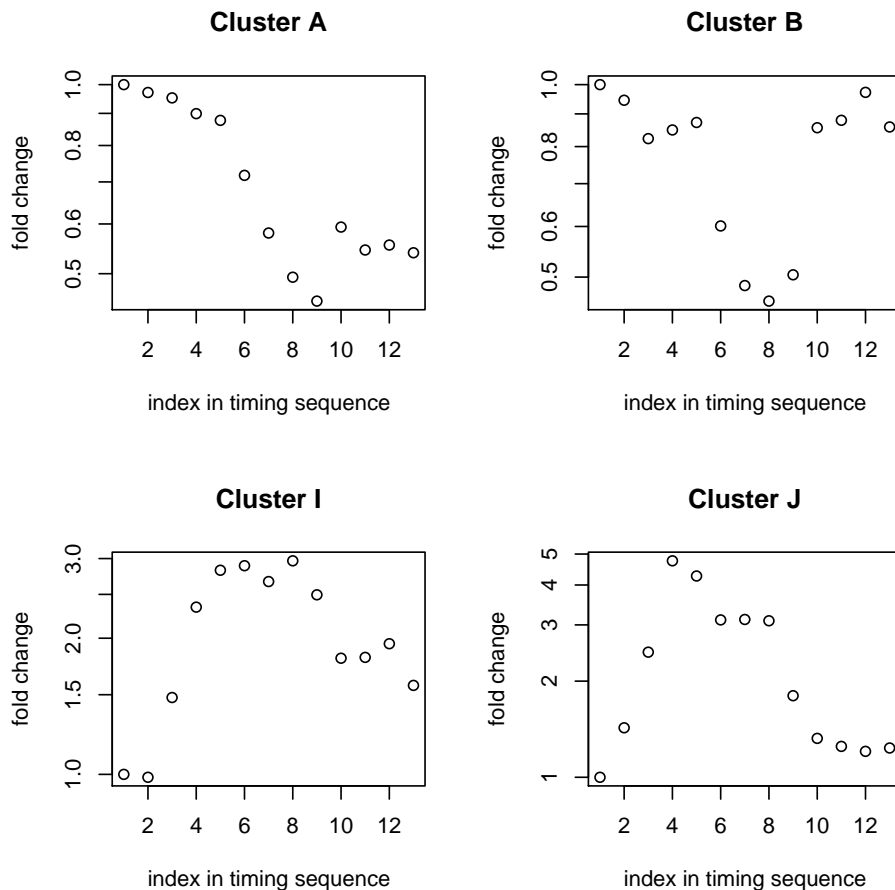 Cluster A
fold change
1.0
0.8
0.6
0.5
2 4 6 8 10 12
index in timing sequence
Cluster B
fold change
1.0
0.8
0.6
0.5
2 4 6 8 10 12
index in timing sequence
Cluster I
fold change
3.0
2.0
1.5
1.0
2 4 6 8 10 12
index in timing sequence
Cluster J
fold change
5
4
3
2
1
2 4 6 8 10 12
index in timing sequence